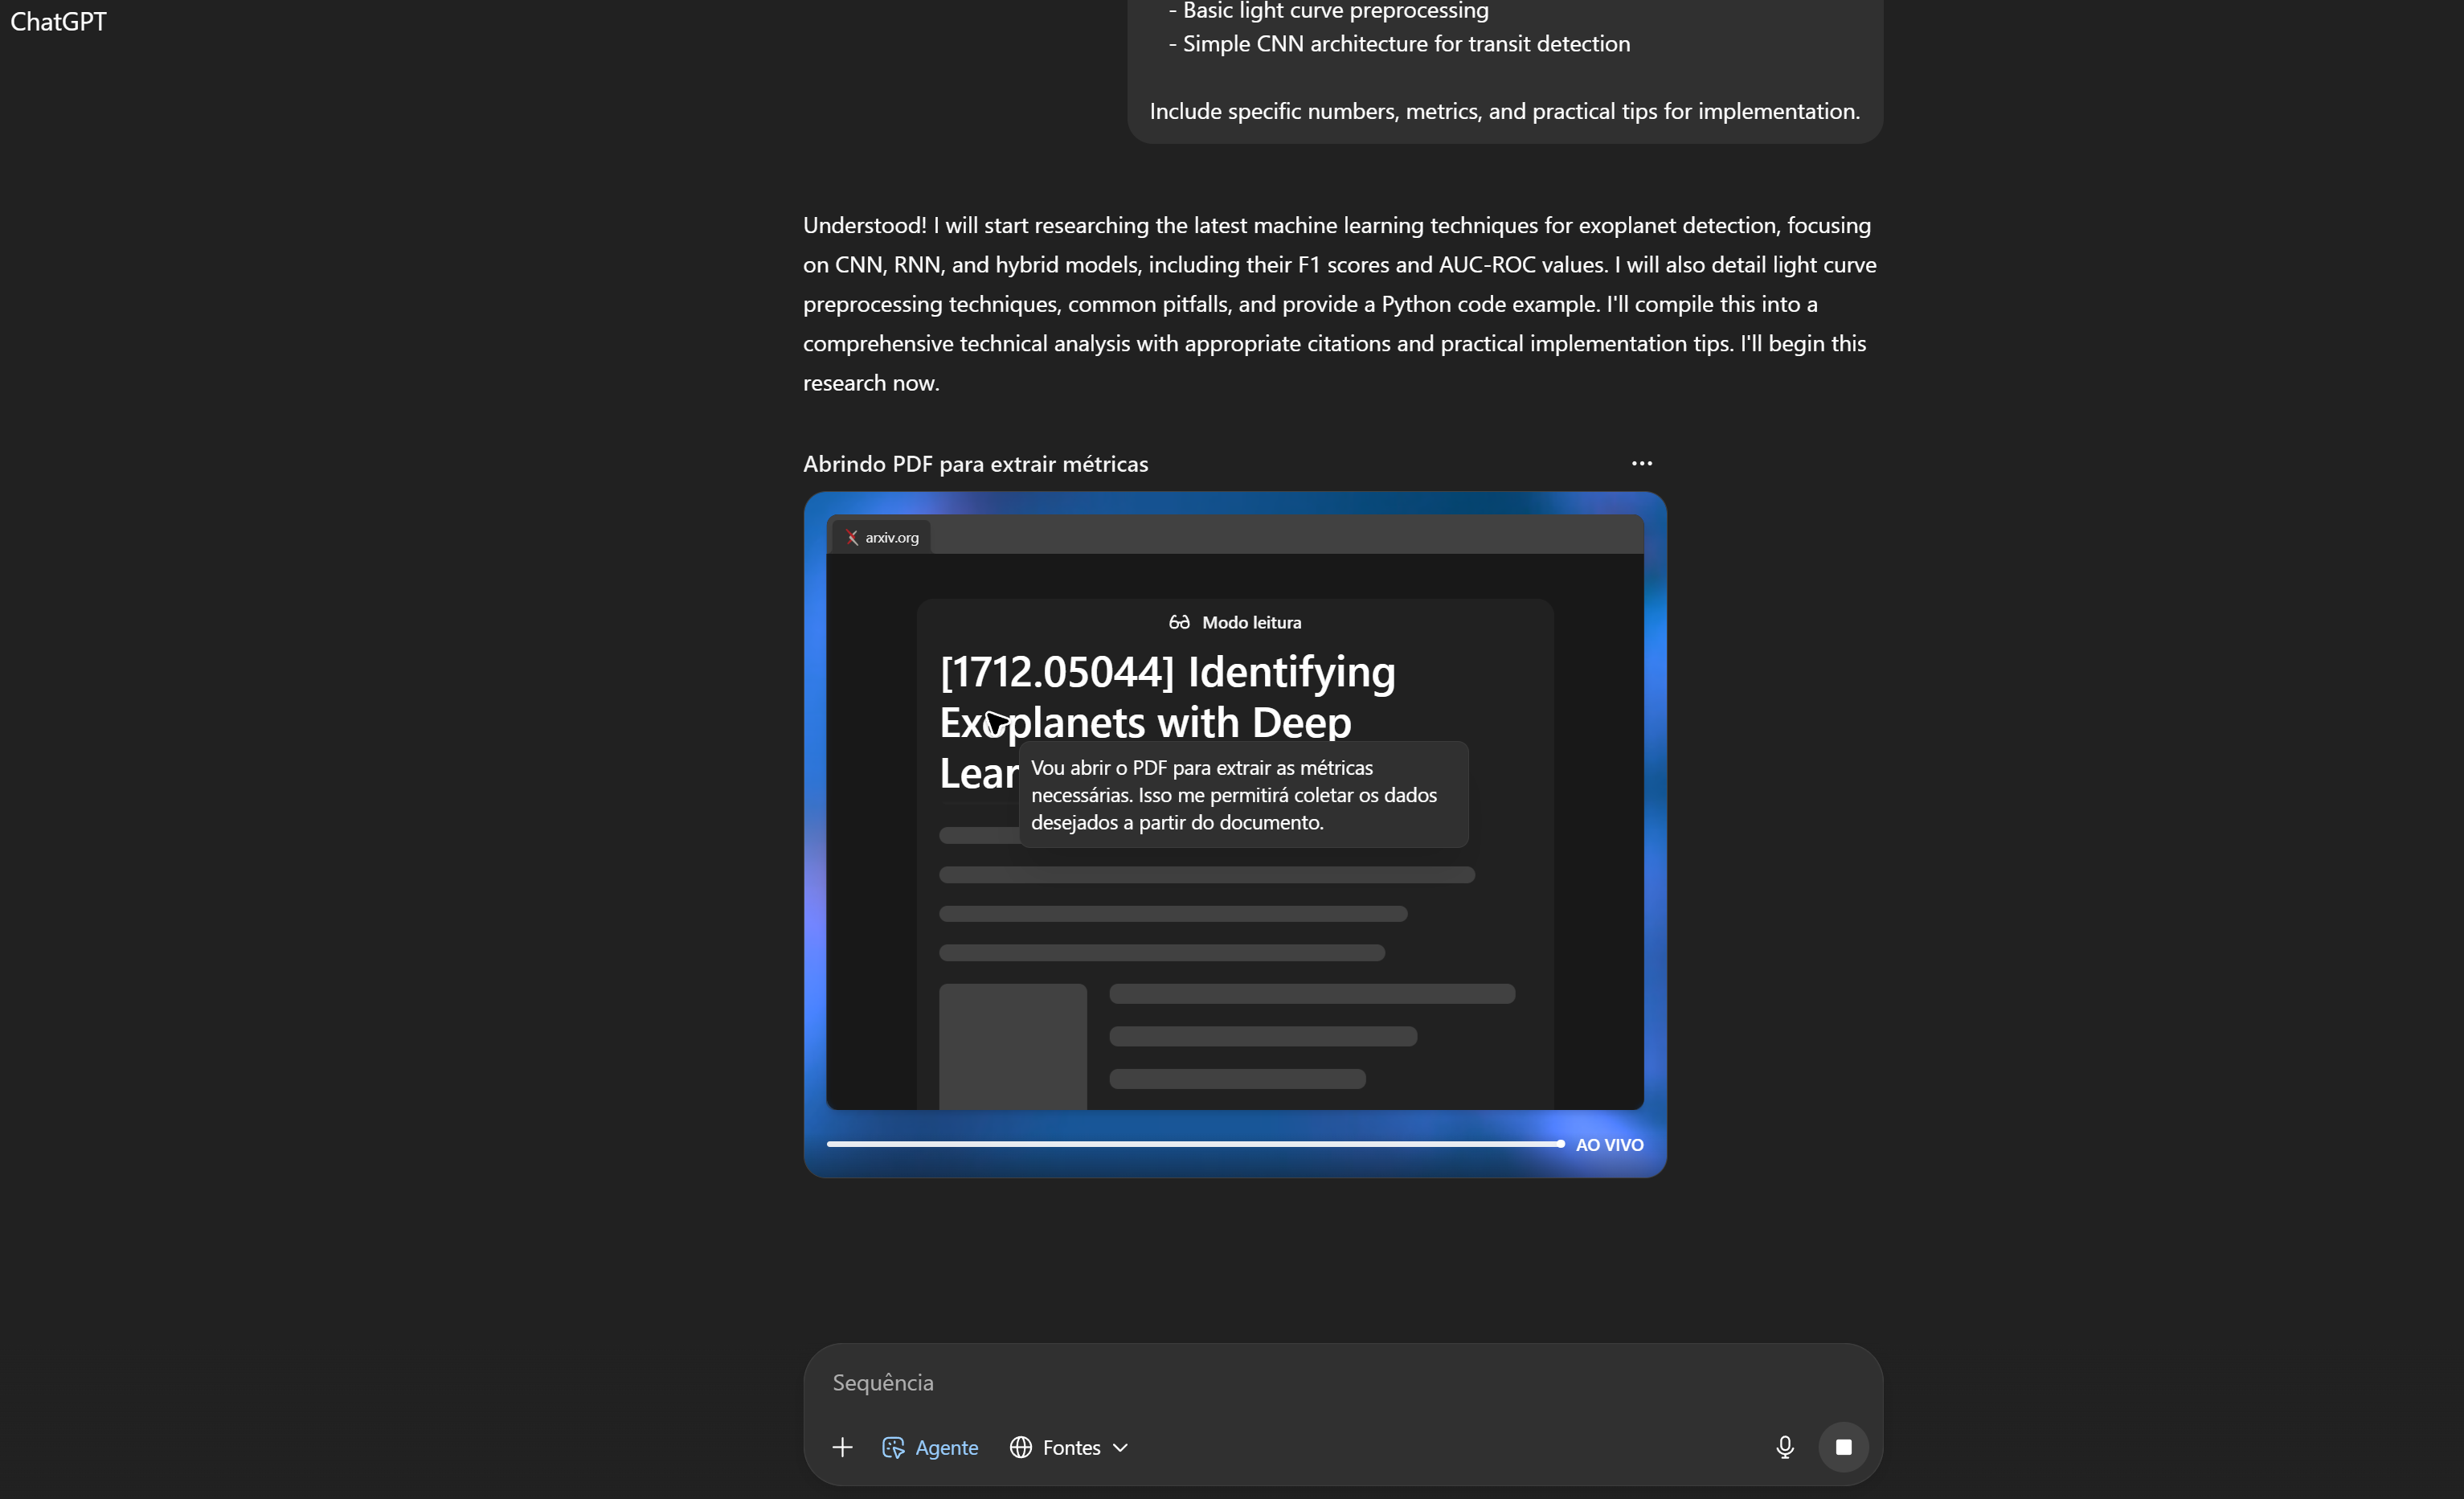 ChatGPT
- Basic light curve preprocessing
- Simple CNN architecture for transit detection
Include specific numbers, metrics, and practical tips for implementation.
Understood! I will start researching the latest machine learning techniques for exoplanet detection, focusing
on CNN, RNN, and hybrid models, including their F1 scores and AUC-ROC values. I will also detail light curve
preprocessing techniques, common pitfalls, and provide a Python code example. I'll compile this into a
comprehensive technical analysis with appropriate citations and practical implementation tips. I'll begin this
research now.
Abrindo PDF para extrair métricas
arxiv.org
Modo leitura
[1712.05044] Identifying
Exoplanets with Deep
Lear
Vou abrir o PDF para extrair as métricas
necessárias. Isso me permitirá coletar os dados
desejados a partir do documento.
AO VIVO
Sequência
Agente
Fontes